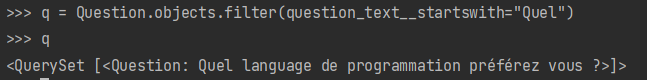 >>> q = Question.objects.filter(question_text__startswith="Quel")
>>> q
<QuerySet [<Question: Quel language de programmation préférez vous ?>]>